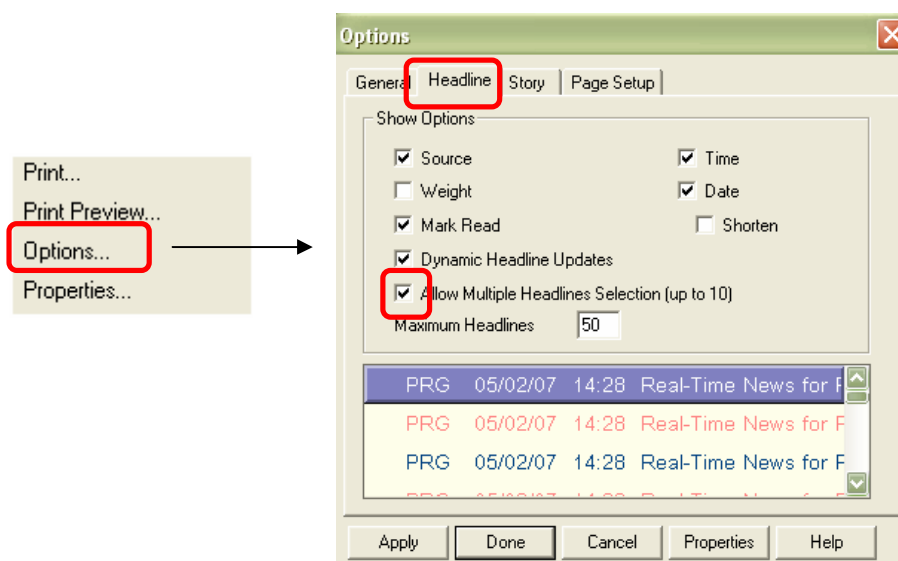 Print...
Print Preview...
Options...
Properties...
Options
General Headline Story Page Setup
Show Options
Source Time
Weight Date
Mark Read Shorten
Dynamic Headline Updates
Allow Multiple Headlines Selection (up to 10)
Maximum Headlines 50
PRG 05/02/07 14:28 Real-Time News for
PRG 05/02/07 14:28 Real-Time News for
PRG 05/02/07 14:28 Real-Time News for
Apply Done Cancel Properties Help